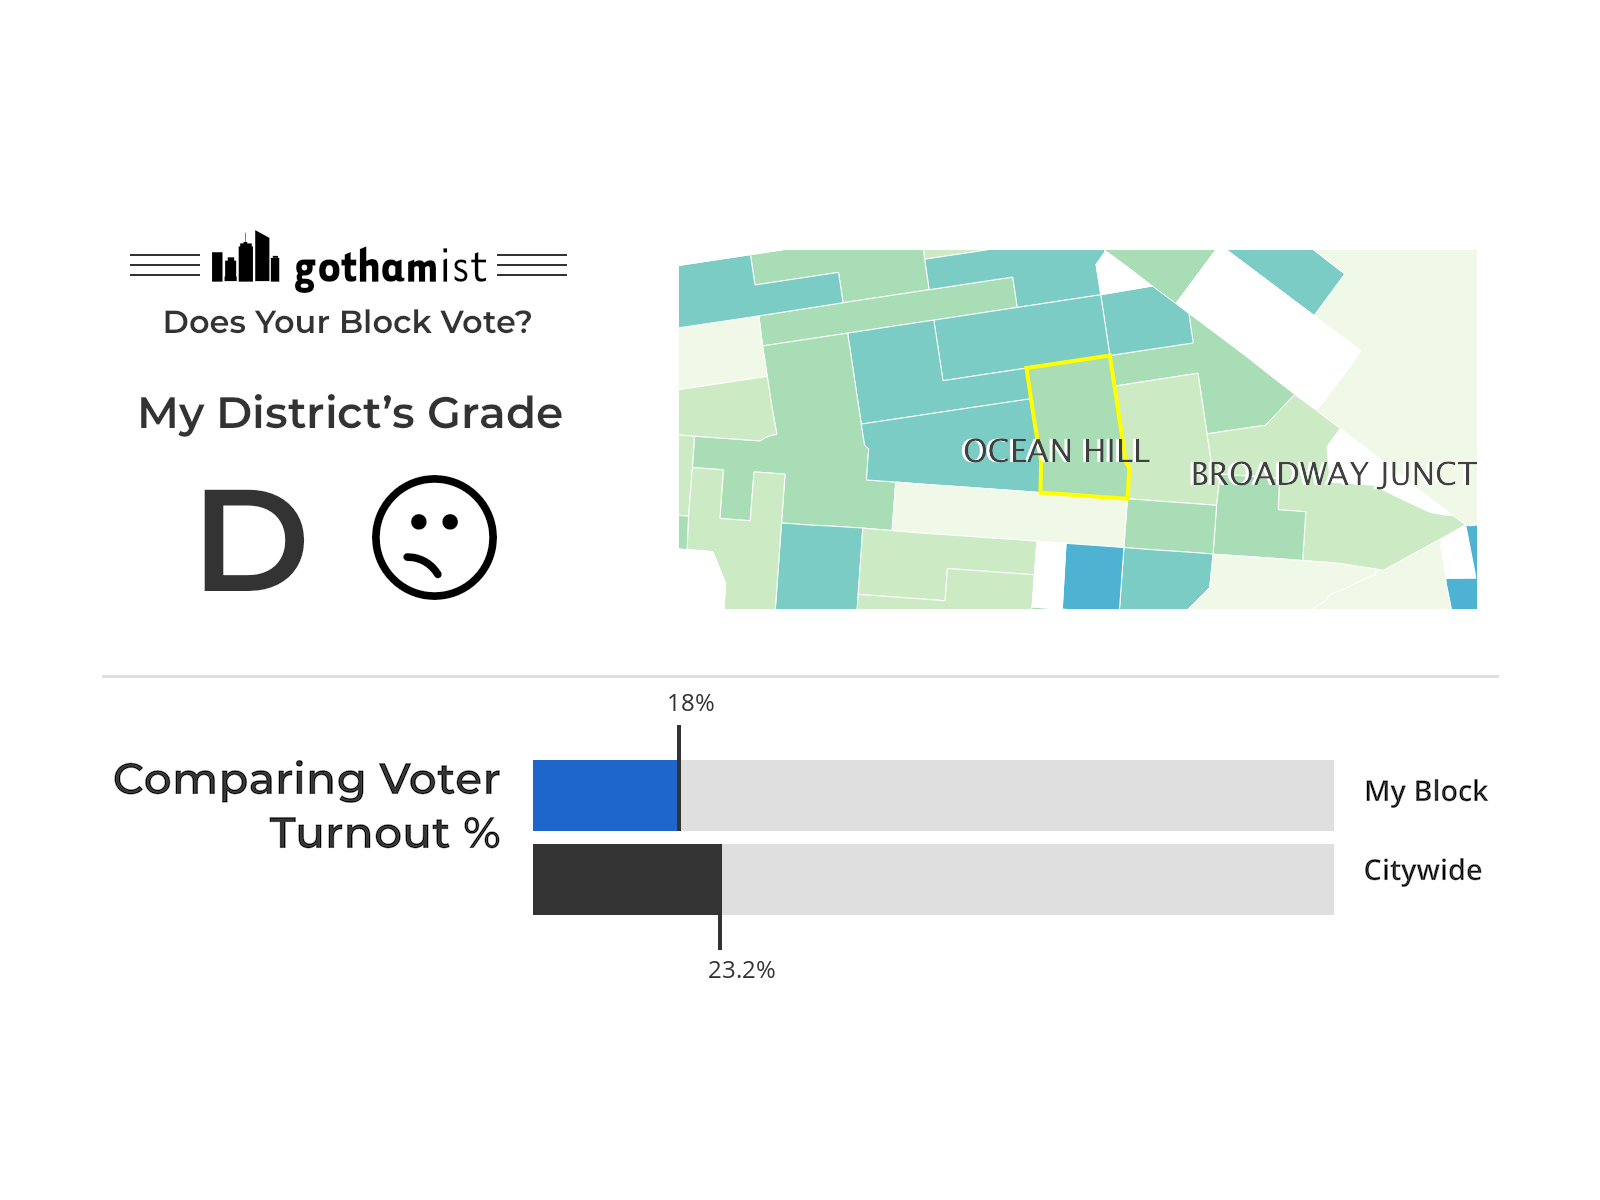 gothamist
Does Your Block Vote?
My District’s Grade
D
OCEAN HILL
BROADWAY JUNCT
18%
Comparing Voter
Turnout %
My Block
Citywide
23.2%